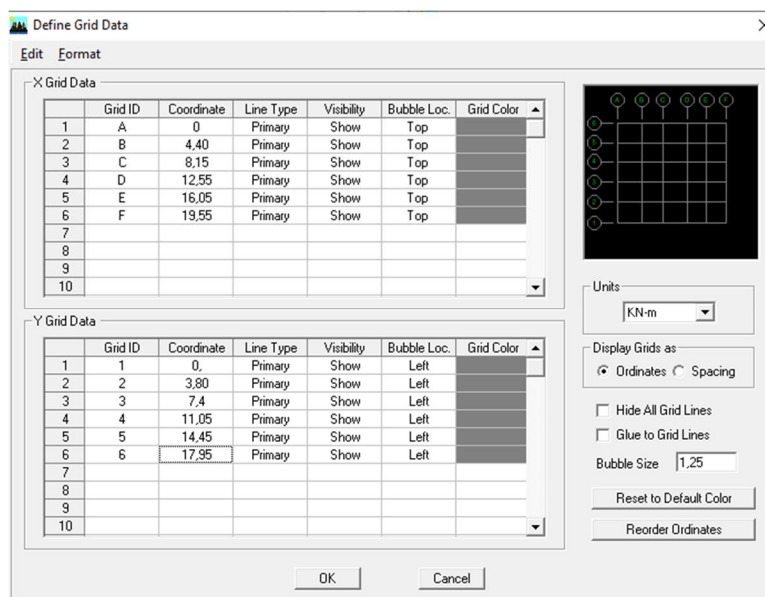 Define Grid Data
Edit Format
X Grid Data
Grid ID Coordinate Line Type Visibility Bubble Loc. Grid Color
1 A 0 Primary Show Top
2 B 4,40 Primary Show Top
3 C 8,15 Primary Show Top
4 D 12,55 Primary Show Top
5 E 16,05 Primary Show Top
6 F 19,55 Primary Show Top
7
8
9
10
Y Grid Data
Grid ID Coordinate Line Type Visibility Bubble Loc. Grid Color
1 1 0, Primary Show Left
2 2 3,80 Primary Show Left
3 3 7,4 Primary Show Left
4 4 11,05 Primary Show Left
5 5 14,45 Primary Show Left
6 6 17,95 Primary Show Left
7
8
9
10
A B C D E F
6
5
4
3
2
1
Units
KN-m
Display Grids as
Ordinates Spacing
Hide All Grid Lines
Glue to Grid Lines
Bubble Size 1,25
Reset to Default Color
Reorder Ordinates
OK Cancel